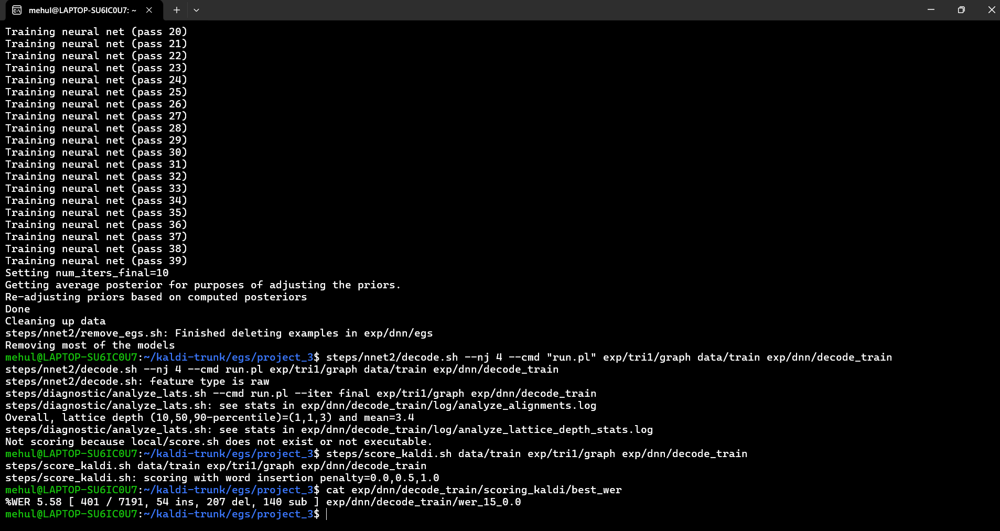 mehul@LAPTOP-SU6IC0U7: ~
Training neural net (pass 20)
Training neural net (pass 21)
Training neural net (pass 22)
Training neural net (pass 23)
Training neural net (pass 24)
Training neural net (pass 25)
Training neural net (pass 26)
Training neural net (pass 27)
Training neural net (pass 28)
Training neural net (pass 29)
Training neural net (pass 30)
Training neural net (pass 31)
Training neural net (pass 32)
Training neural net (pass 33)
Training neural net (pass 34)
Training neural net (pass 35)
Training neural net (pass 36)
Training neural net (pass 37)
Training neural net (pass 38)
Training neural net (pass 39)
Setting num_iters_final=10
Getting average posterior for purposes of adjusting the priors.
Re-adjusting priors based on computed posteriors
Done
Cleaning up data
steps/nnet2/remove_egs.sh: Finished deleting examples in exp/dnn/egs
Removing most of the models
mehul@LAPTOP-SU6IC0U7:~/kaldi-trunk/egs/project_3$ steps/nnet2/decode.sh --nj 4 --cmd "run.pl" exp/tri1/graph data/train exp/dnn/decode_train
steps/nnet2/decode.sh --nj 4 --cmd run.pl exp/tri1/graph data/train exp/dnn/decode_train
steps/nnet2/decode.sh: feature type is raw
steps/diagnostic/analyze_lats.sh --cmd run.pl --iter final exp/tri1/graph exp/dnn/decode_train
steps/diagnostic/analyze_lats.sh: see stats in exp/dnn/decode_train/log/analyze_alignments.log
Overall, lattice depth (10,50,90-percentile)=(1,1,3) and mean=3.4
steps/diagnostic/analyze_lats.sh: see stats in exp/dnn/decode_train/log/analyze_lattice_depth_stats.log
Not scoring because local/score.sh does not exist or not executable.
mehul@LAPTOP-SU6IC0U7:~/kaldi-trunk/egs/project_3$ steps/score_kaldi.sh data/train exp/tri1/graph exp/dnn/decode_train
steps/score_kaldi.sh data/train exp/tri1/graph exp/dnn/decode_train
steps/score_kaldi.sh: scoring with word insertion penalty=0.0,0.5,1.0
mehul@LAPTOP-SU6IC0U7:~/kaldi-trunk/egs/project_3$ cat exp/dnn/decode_train/scoring_kaldi/best_wer
%WER 5.58 [ 401 / 7191, 54 ins, 207 del, 140 sub ] exp/dnn/decode_train/wer_15_0.0
mehul@LAPTOP-SU6IC0U7:~/kaldi-trunk/egs/project_3$